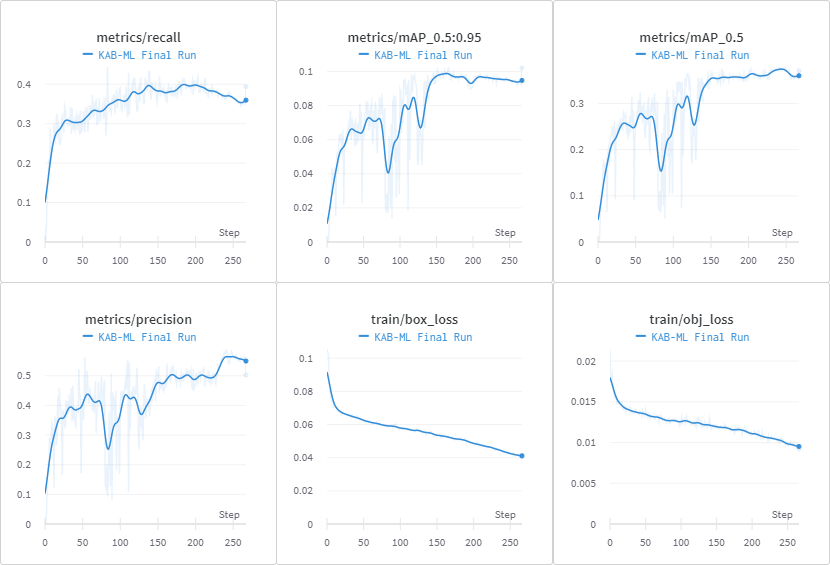 metrics/recall
KAB-ML Final Run
0.4
0.3
0.2
0.1
0
Step
0 50 100 150 200 250
metrics/mAP_0.5:0.95
KAB-ML Final Run
0.1
0.08
0.06
0.04
0.02
0
Step
0 50 100 150 200 250
metrics/mAP_0.5
KAB-ML Final Run
0.3
0.2
0.1
0
Step
0 50 100 150 200 250
metrics/precision
KAB-ML Final Run
0.5
0.4
0.3
0.2
0.1
0
Step
0 50 100 150 200 250
train/box_loss
KAB-ML Final Run
0.1
0.08
0.06
0.04
0.02
0
Step
0 50 100 150 200 250
train/obj_loss
KAB-ML Final Run
0.02
0.015
0.01
0.005
0
Step
0 50 100 150 200 250